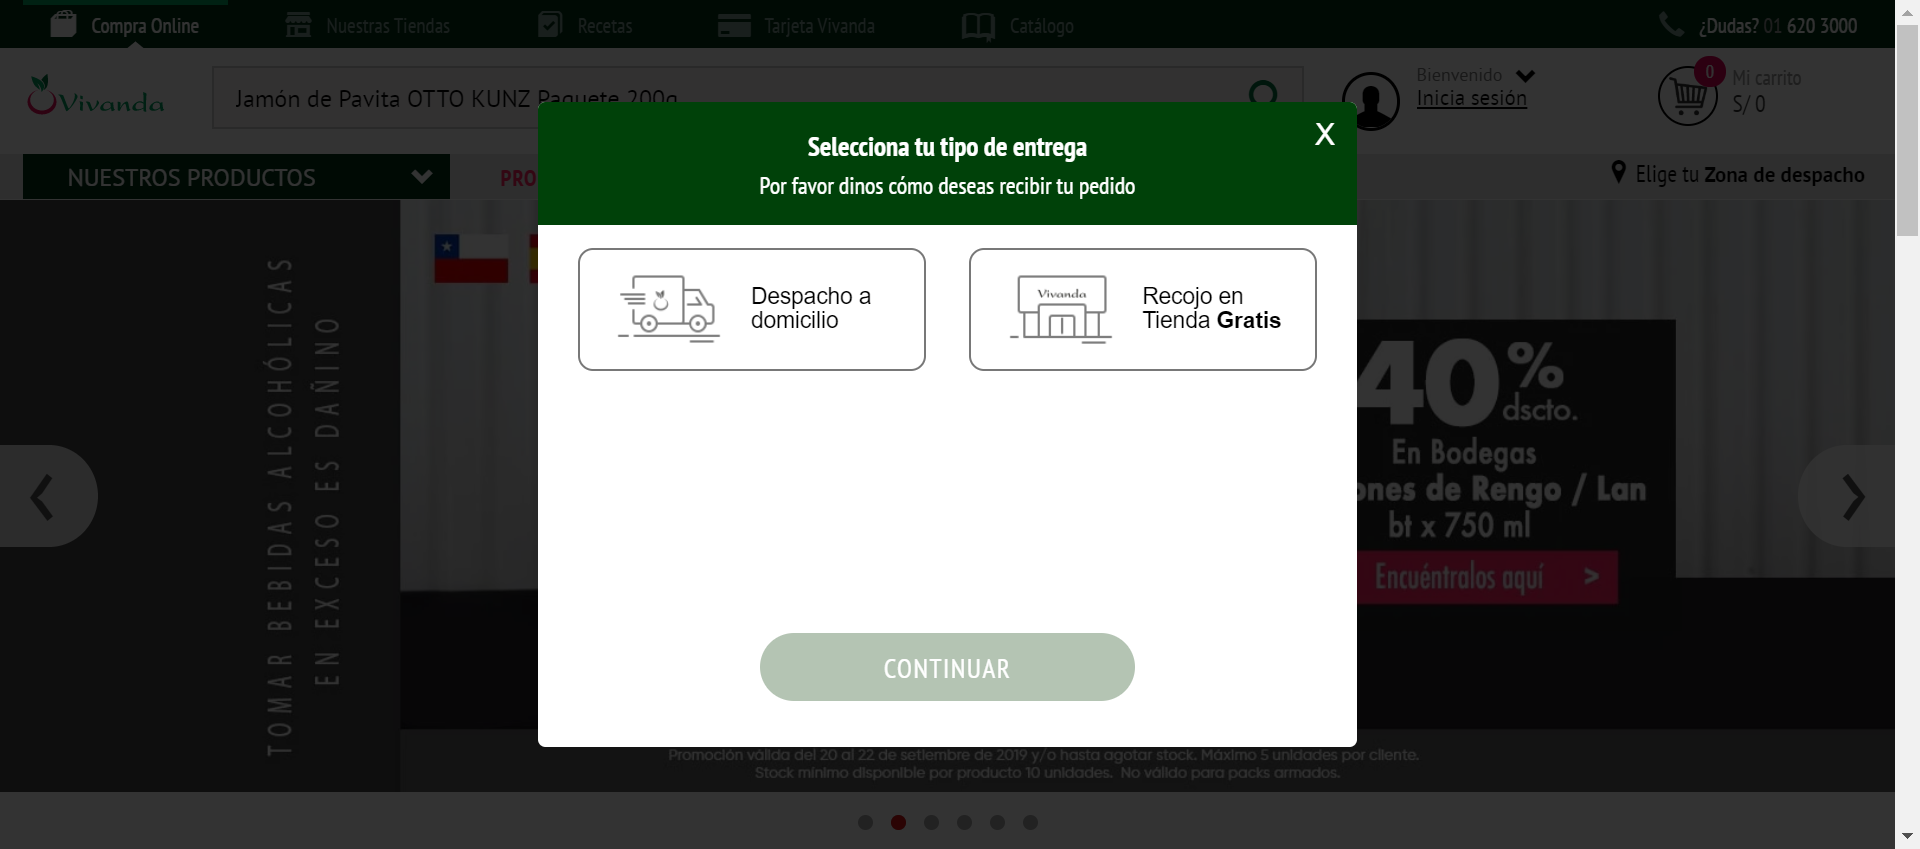 Compra Online
Nuestras Tiendas
Recetas
Tarjeta Vivanda
Catálogo
¿Dudas? 01 620 3000
Vivanda
Jamón de Pavita OTTO KUNZ Paquete 200g
Bienvenido
Inicia sesión
0
Mi carrito
S/ 0
NUESTROS PRODUCTOS
PRO
Elige tu Zona de despacho
Selecciona tu tipo de entrega
X
Por favor dinos cómo deseas recibir tu pedido
Despacho a
domicilio
Vivanda
Recojo en
Tienda Gratis
CONTINUAR
TOMAR BEBIDAS ALCOHÓLICAS
EN EXCESO ES DAÑINO
40% dscto.
En Bodegas
ones de Rengo / Lan
bt x 750 ml
Encuéntralos aquí >
Promoción válida del 20 al 22 de setiembre de 2019 y/o hasta agotar stock. Máximo 5 unidades por cliente.
Stock mínimo disponible por producto 10 unidades. No válido para packs armados.